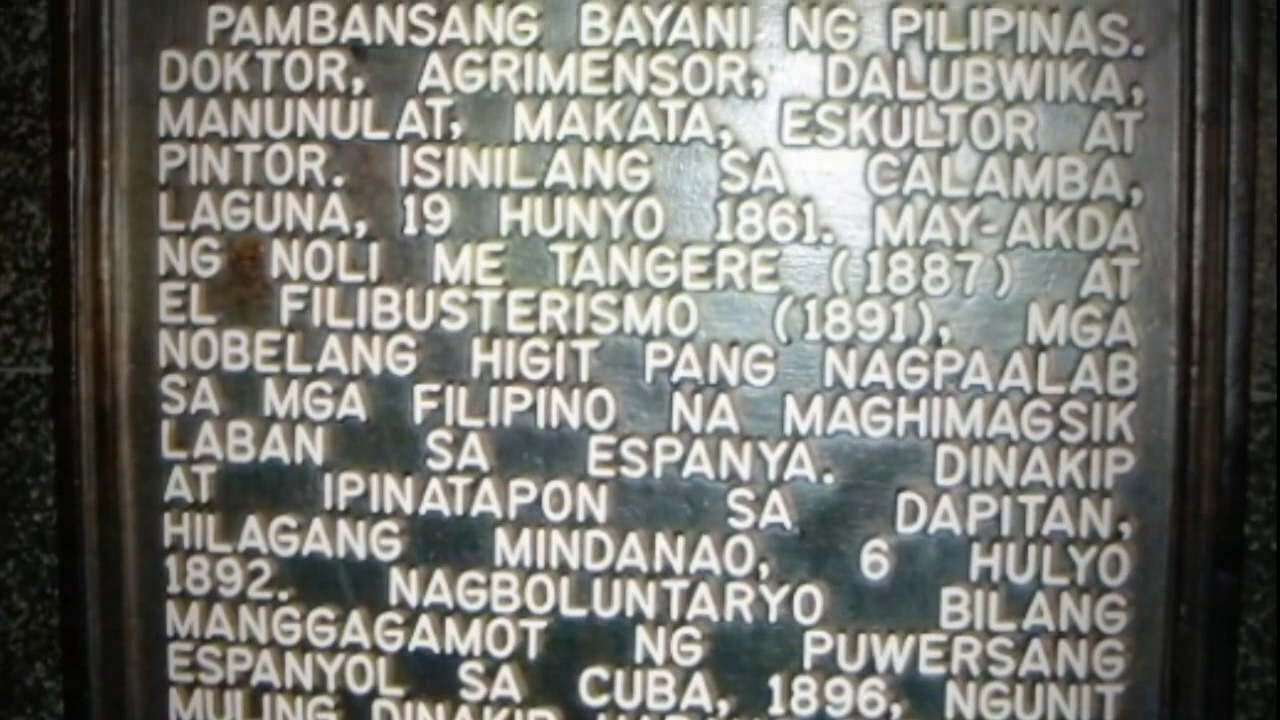 PAMBANSANG BAYANI NG PILIPINAS.
DOKTOR, AGRIMENSOR, DALUBWIKA,
MANUNULAT, MAKATA, ESKULTOR AT
PINTOR. ISINILANG SA CALAMBA,
LAGUNA, 19 HUNYO 1861. MAY-AKDA
NG NOLI ME TANGERE (1887) AT
EL FILIBUSTERISMO (1891), MGA
NOBELANG HIGIT PANG NAGPAALAB
SA MGA FILIPINO NA MAGHIMAGSIK
LABAN SA ESPANYA. DINAKIP
AT IPINATAPON SA DAPITAN,
HILAGANG MINDANAO, 6 HULYO
1892. NAGBOLUNTARYO BILANG
MANGGAGAMOT NG PUWERSANG
ESPANYOL SA CUBA, 1896, NGUNIT
MULING DINAKIP